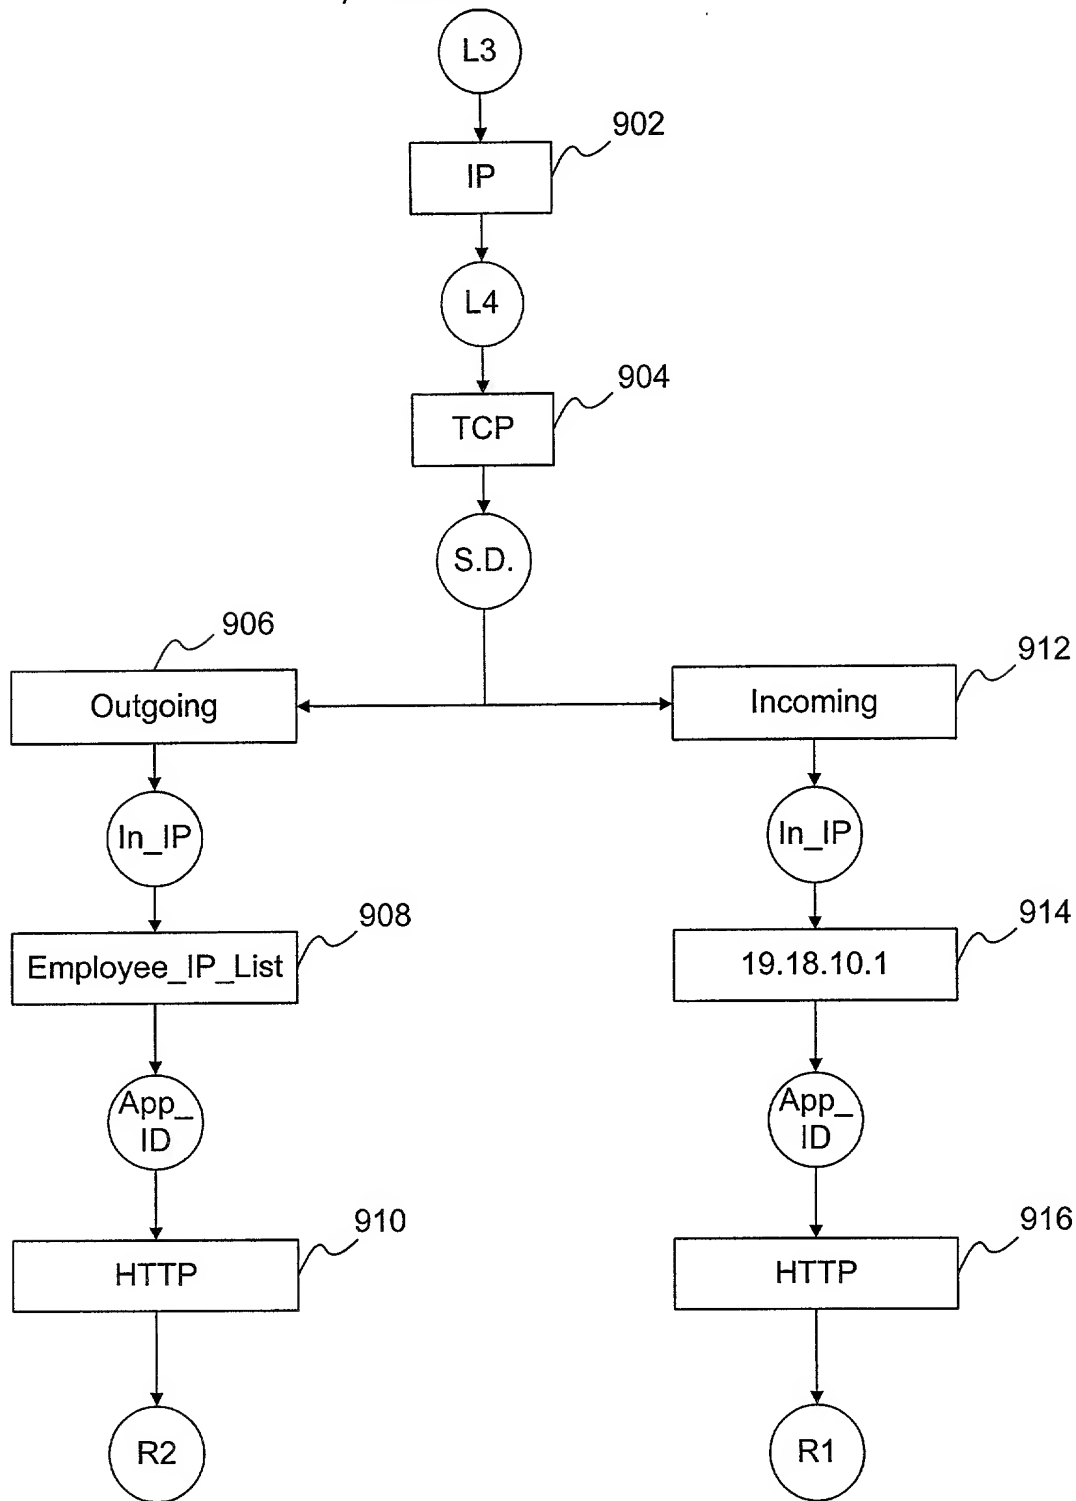 L3
902
IP
L4
904
TCP
S.D.
906
912
Outgoing
Incoming
In_IP
In_IP
908
914
Employee_IP_List
19.18.10.1
App_
ID
App_
ID
910
916
HTTP
HTTP
R2
R1